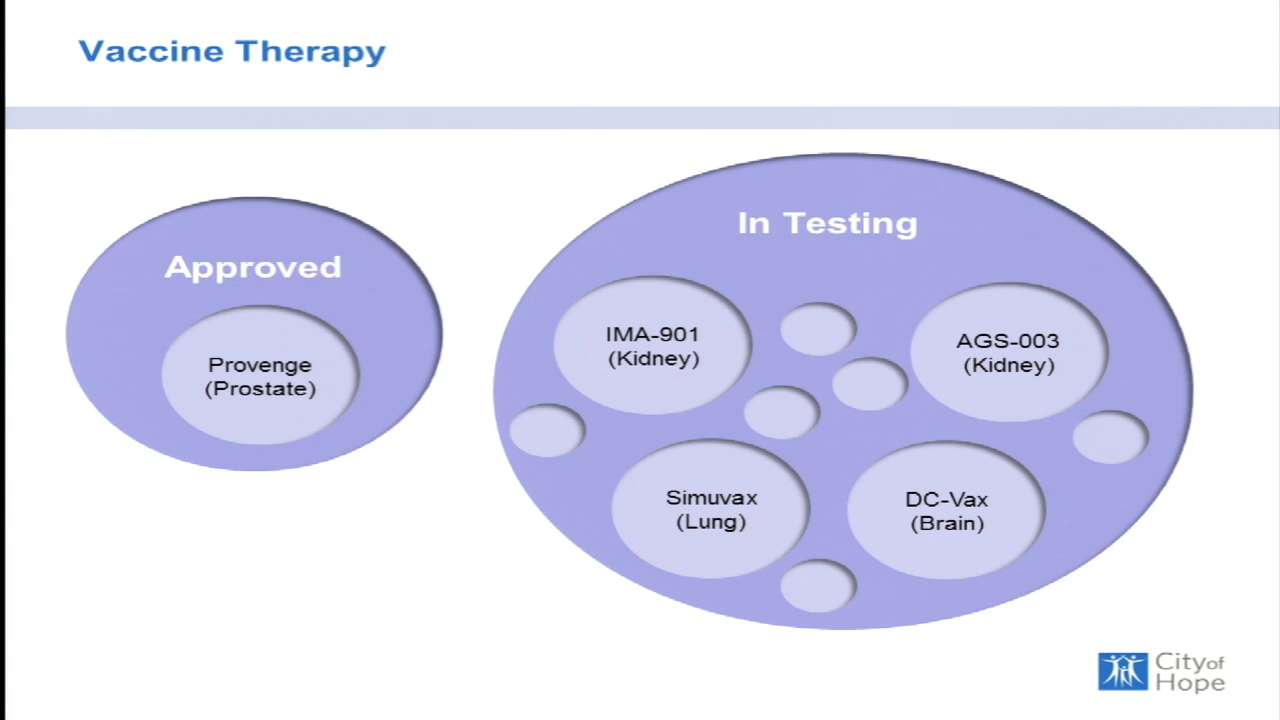 Vaccine Therapy
Approved
Provenge
(Prostate)
In Testing
IMA-901
(Kidney)
AGS-003
(Kidney)
Simuvax
(Lung)
DC-Vax
(Brain)
City of
Hope